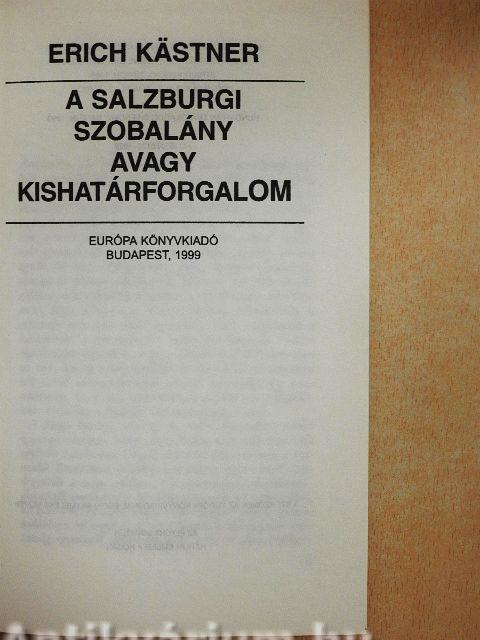 ERICH KÄSTNER
A SALZBURGI
SZOBALÁNY
AVAGY
KISHATÁRFORGALOM
EURÓPA KÖNYVKIADÓ
BUDAPEST, 1999